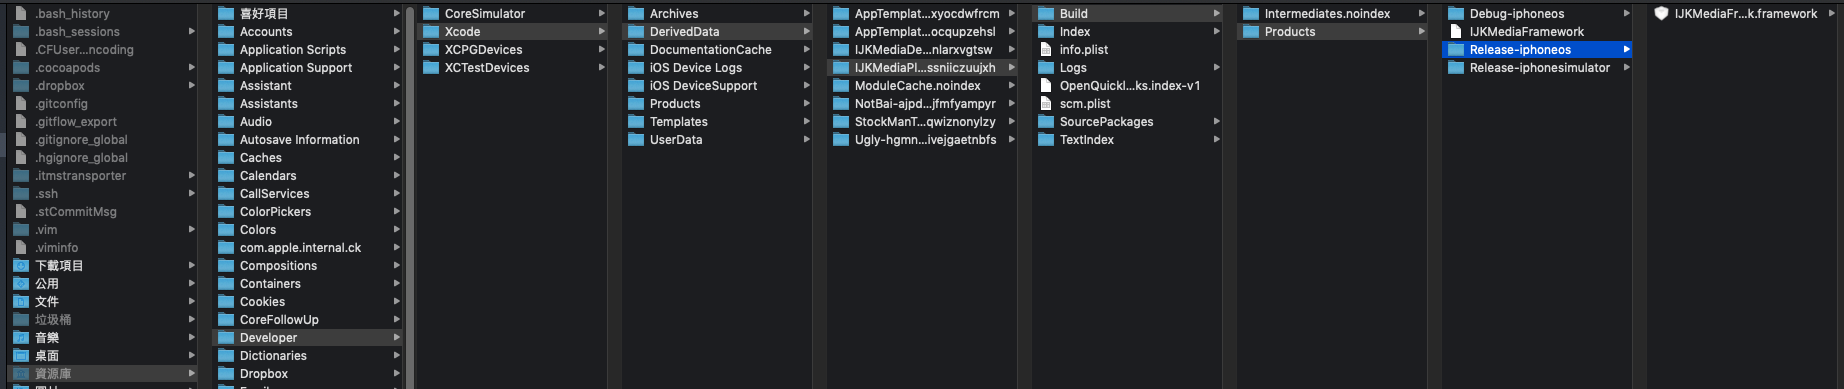 .bash_history
.bash_sessions
.CFUser...ncoding
.cocoapods
.dropbox
.gitconfig
.gitflow_export
.gitignore_global
.hgignore_global
.itmstransporter
.ssh
.stCommitMsg
.vim
.viminfo
下載項目
公用
文件
垃圾桶
音樂
桌面
資源庫
喜好項目
Accounts
Application Scripts
Application Support
Assistant
Assistants
Audio
Autosave Information
Caches
Calendars
CallServices
ColorPickers
Colors
com.apple.internal.ck
Compositions
Containers
Cookies
CoreFollowUp
Developer
Dictionaries
Dropbox
CoreSimulator
Xcode
XCPGDevices
XCTestDevices
Archives
DerivedData
DocumentationCache
iOS Device Logs
iOS DeviceSupport
Products
Templates
UserData
AppTemplat...xyocdwfrcm
AppTemplat...ocqupzehsl
IJKMediaDe...nlarxvgtsw
IJKMediaPl...ssniiczuujxh
ModuleCache.noindex
NotBai-ajpd...jfmfyampyr
StockManT...qwiznonylzy
Ugly-hgmn...ivejgaetnbfs
Build
Index
info.plist
Logs
OpenQuickl...ks.index-v1
scm.plist
SourcePackages
TextIndex
Intermediates.noindex
Products
Debug-iphoneos
IJKMediaFramework
Release-iphoneos
Release-iphonesimulator
IJKMediaFr...k.framework